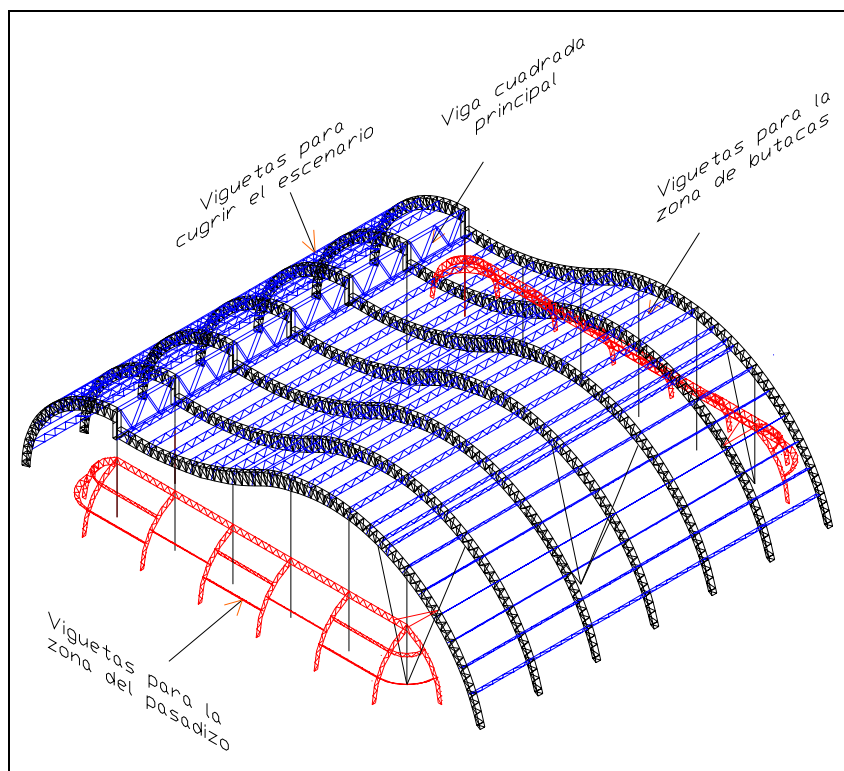 Viguetas para
cugrir el escenario
Viga cuadrada
principal
Viguetas para la
zona de butacas
Viguetas para la
zona del pasadizo